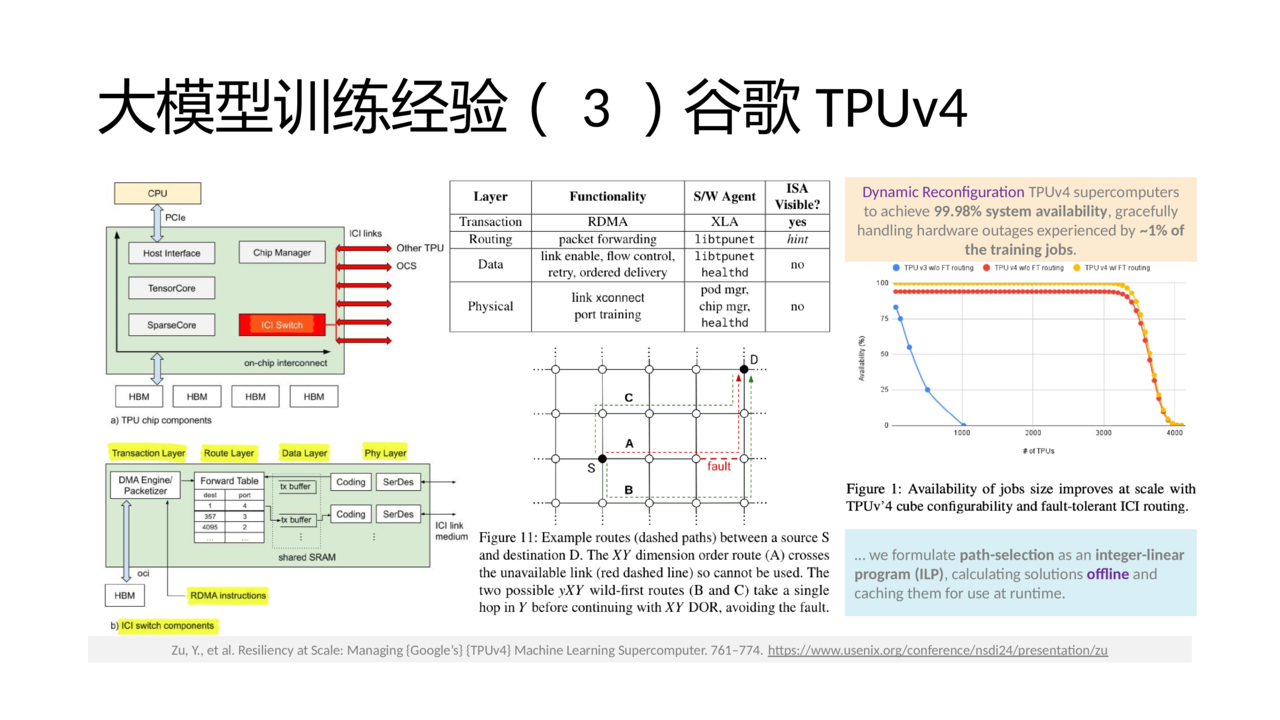 大模型训练经验（ 3 ）谷歌 TPUv4
CPU
PCIe
ICI links
Host Interface
Chip Manager
Other TPU
OCS
TensorCore
SparseCore
ICI Switch
on-chip interconnect
HBM HBM HBM HBM
a) TPU chip components
Transaction Layer Route Layer Data Layer Phy Layer
DMA Engine/
Packetizer
Forward Table
dest port
1 4
357 3
4095 2
... ...
tx buffer
tx buffer
Coding SerDes
Coding SerDes
ICI link
medium
shared SRAM
oci
HBM
RDMA instructions
b) ICI switch components
Layer Functionality S/W Agent ISA
Visible?
Transaction RDMA XLA yes
Routing packet forwarding libtpunet hint
Data link enable, flow control, libtpunet no
retry, ordered delivery healthd
Physical link xconnect pod mgr, no
port training chip mgr,
healthd
D
C
A
S
fault
B
Figure 11: Example routes (dashed paths) between a source S
and destination D. The XY dimension order route (A) crosses
the unavailable link (red dashed line) so cannot be used. The
two possible yXY wild-first routes (B and C) take a single
hop in Y before continuing with XY DOR, avoiding the fault.
Dynamic Reconfiguration TPUv4 supercomputers
to achieve 99.98% system availability, gracefully
handling hardware outages experienced by ~1% of
the training jobs.
TPU v3 w/o FT routing TPU v4 w/o FT routing TPU v4 w/ FT routing
100
75
50
25
0
Availability (%)
1000 2000 3000 4000
# of TPUs
Figure 1: Availability of jobs size improves at scale with
TPUv'4 cube configurability and fault-tolerant ICI routing.
... we formulate path-selection as an integer-linear
program (ILP), calculating solutions offline and
caching them for use at runtime.
Zu, Y., et al. Resiliency at Scale: Managing {Google's} {TPUv4} Machine Learning Supercomputer. 761–774. https://www.usenix.org/conference/nsdi24/presentation/zu